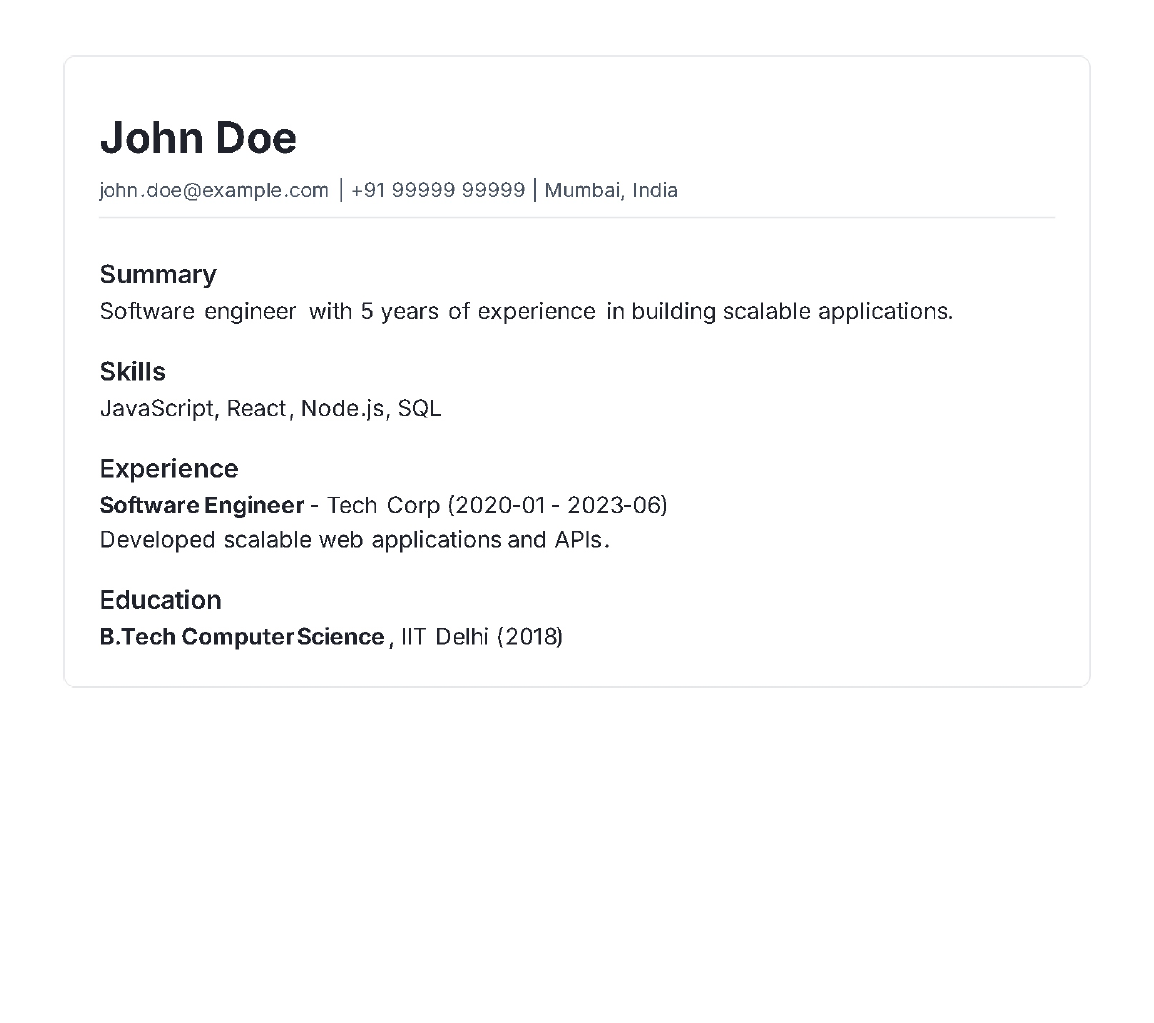 John Doe
john.doe@example.com | +91 99999 99999 | Mumbai, India
Summary
Software engineer with 5 years of experience in building scalable applications.
Skills
JavaScript, React, Node.js, SQL
Experience
Software Engineer - Tech Corp (2020-01 - 2023-06)
Developed scalable web applications and APIs.
Education
B.Tech Computer Science, IIT Delhi (2018)